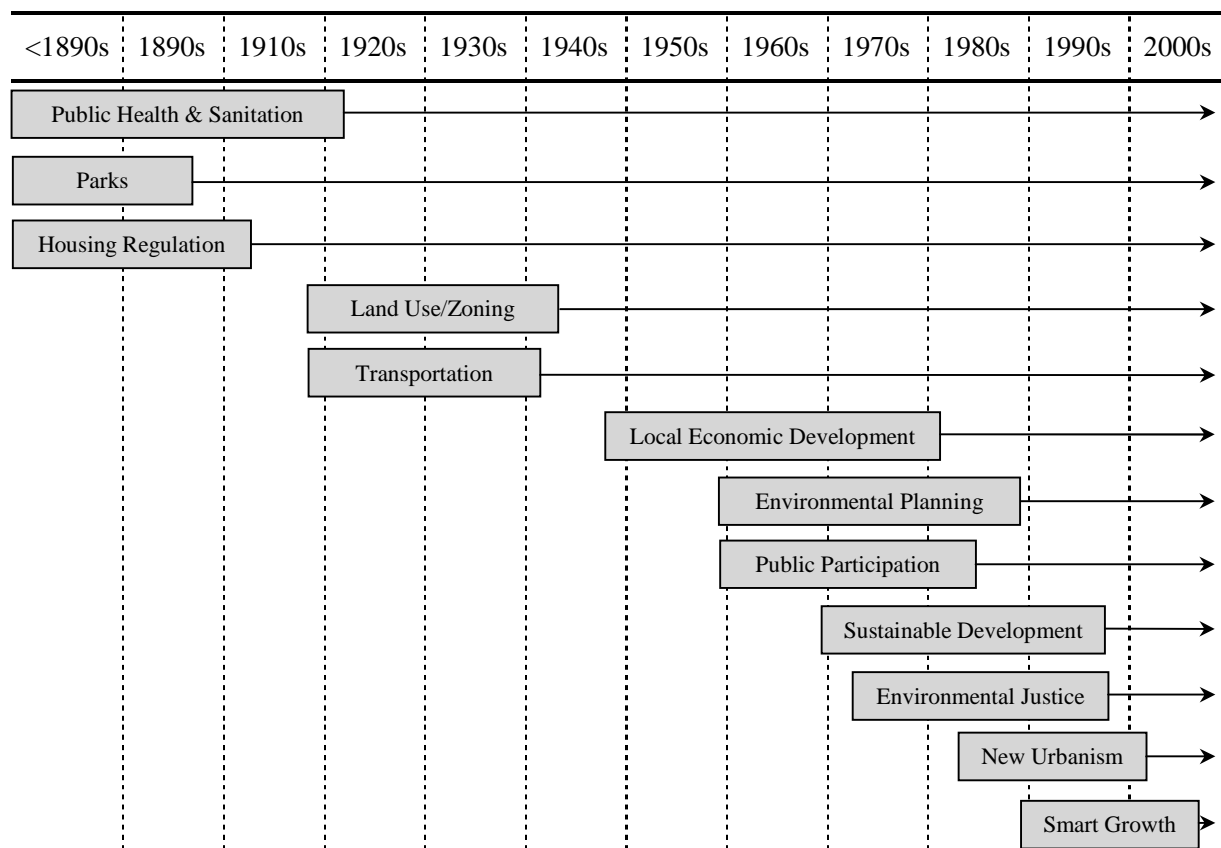 <1890s 1890s 1910s 1920s 1930s 1940s 1950s 1960s 1970s 1980s 1990s 2000s
Public Health & Sanitation
Parks
Housing Regulation
Land Use/Zoning
Transportation
Local Economic Development
Environmental Planning
Public Participation
Sustainable Development
Environmental Justice
New Urbanism
Smart Growth